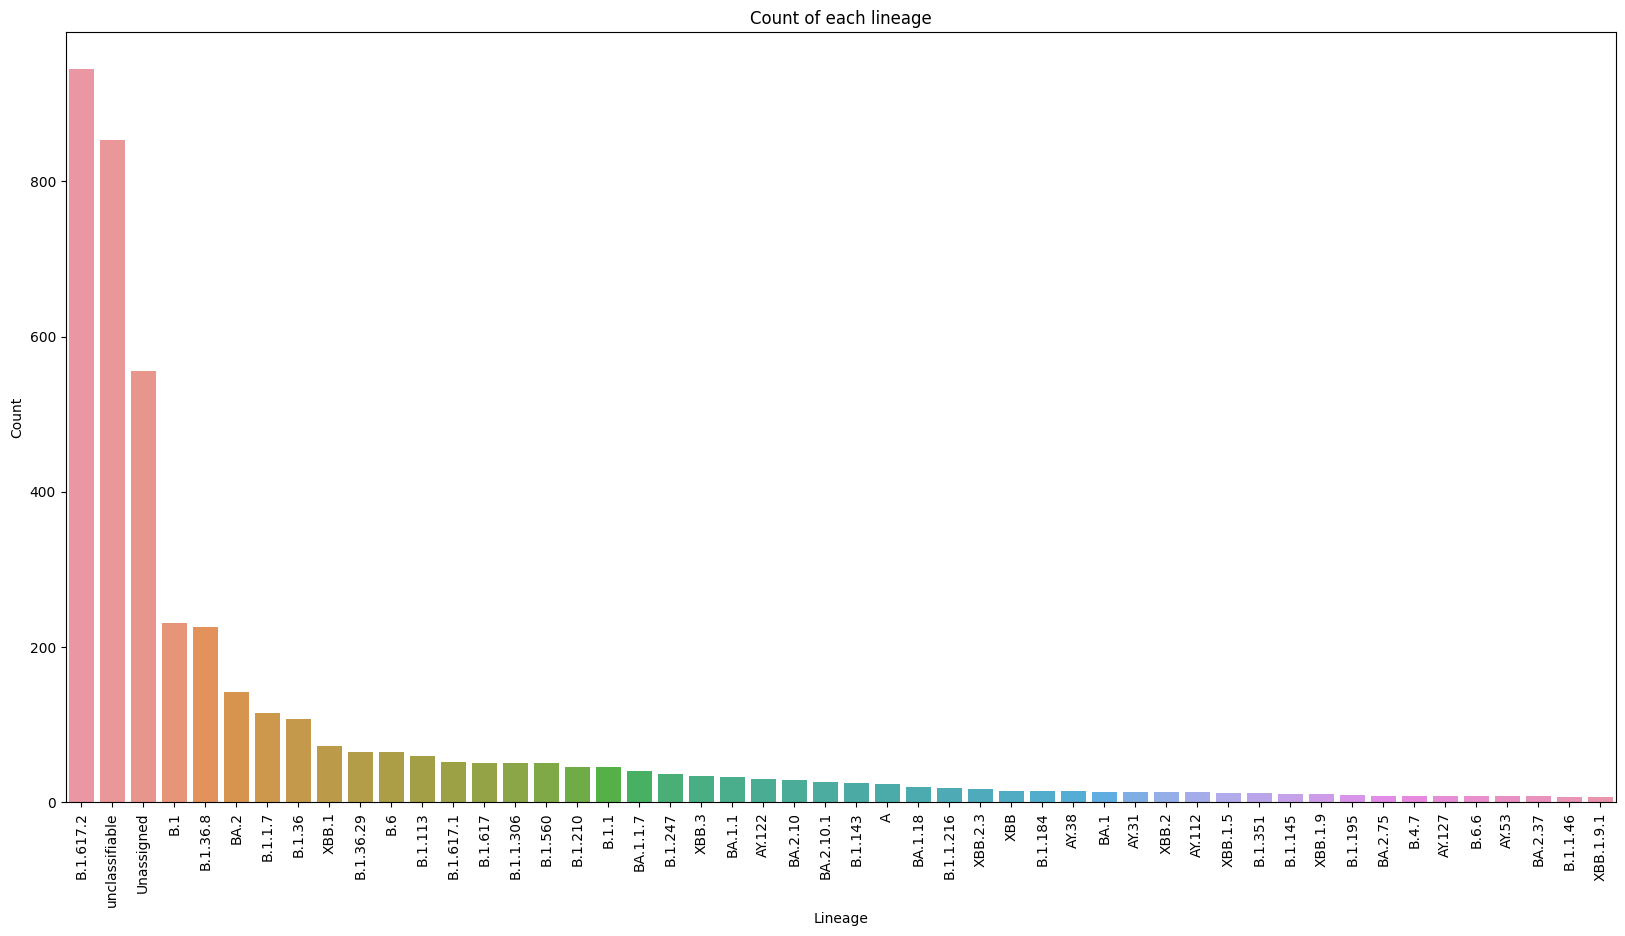 Count of each lineage
Count
800
600
400
200
0
B.1.617.2
unclassifiable
Unassigned
B.1
B.1.36.8
BA.2
B.1.1.7
B.1.36
XBB.1
B.1.36.29
B.6
B.1.113
B.1.617.1
B.1.617
B.1.1.306
B.1.560
B.1.210
B.1.1
BA.1.1.7
B.1.247
XBB.3
BA.1.1
AY.122
BA.2.10
BA.2.10.1
B.1.143
A
BA.1.18
B.1.1.216
XBB.2.3
XBB
B.1.184
AY.38
BA.1
AY.31
XBB.2
AY.112
XBB.1.5
B.1.351
B.1.145
XBB.1.9
B.1.195
BA.2.75
B.4.7
AY.127
B.6.6
AY.53
BA.2.37
B.1.1.46
XBB.1.9.1
Lineage